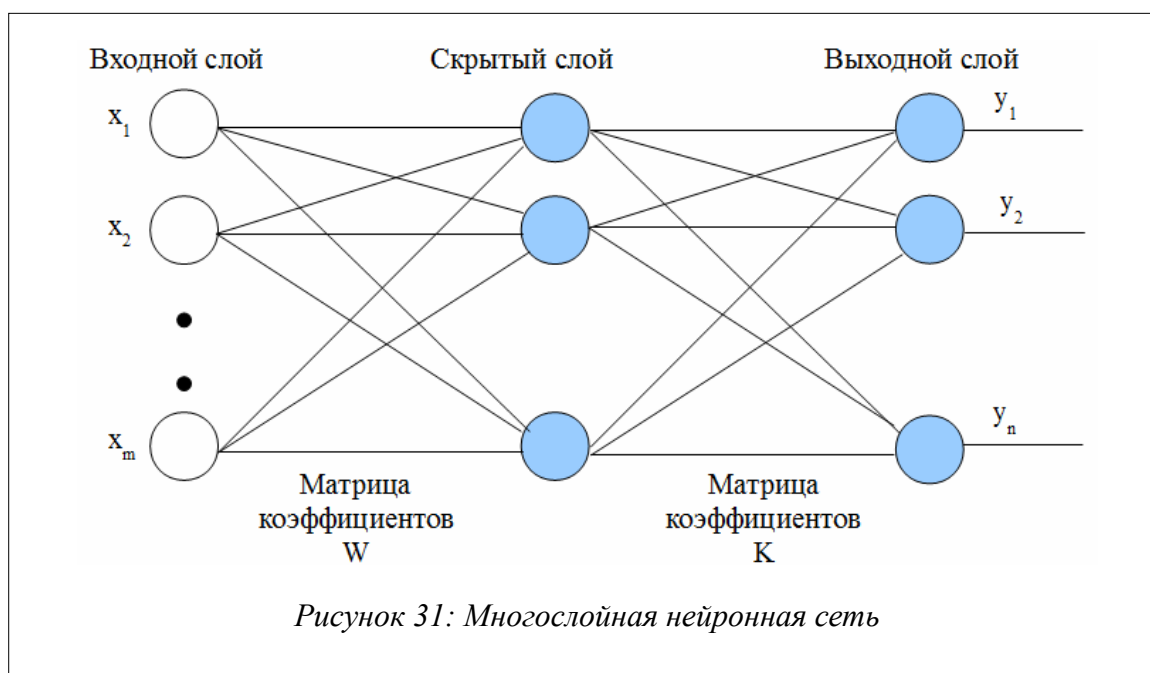 Входной слой
Скрытый слой
Выходной слой
x1
y1
x2
y2
xm
yn
Матрица
коэффициентов
W
Матрица
коэффициентов
K
Рисунок 31: Многослойная нейронная сеть